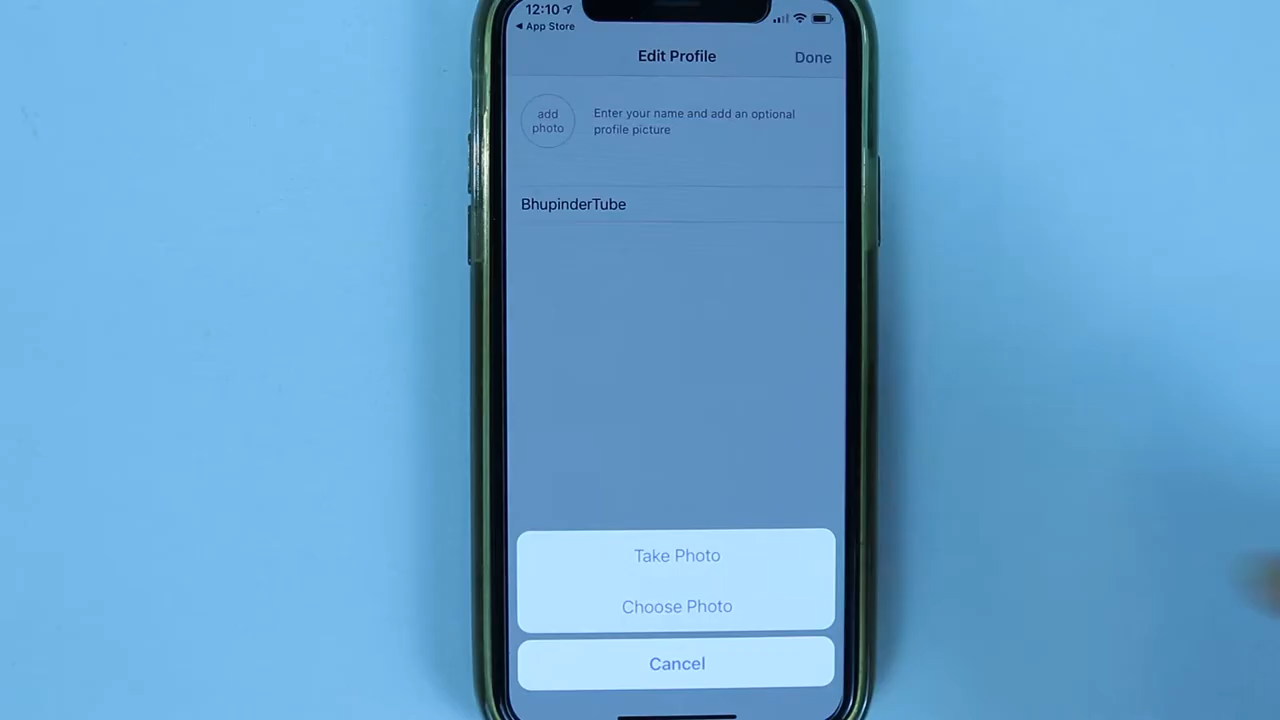 12:10
◀ App Store
Edit Profile
Done
add
photo
Enter your name and add an optional
profile picture
BhupinderTube
Take Photo
Choose Photo
Cancel